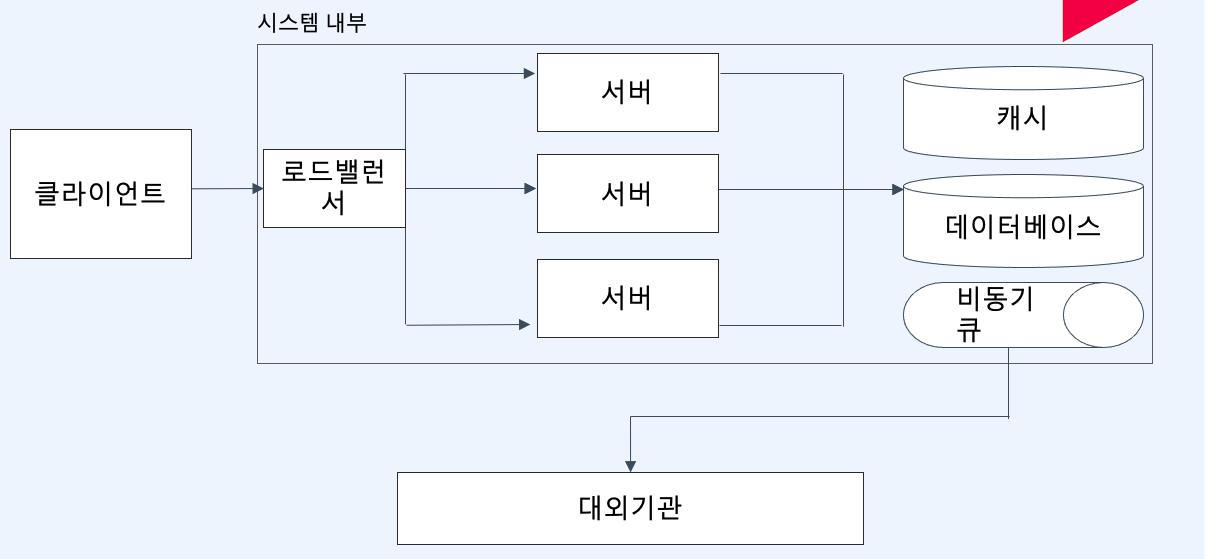 시스템 내부
클라이언트
로드밸런
서
서버
서버
서버
캐시
데이터베이스
비동기
큐
대외기관